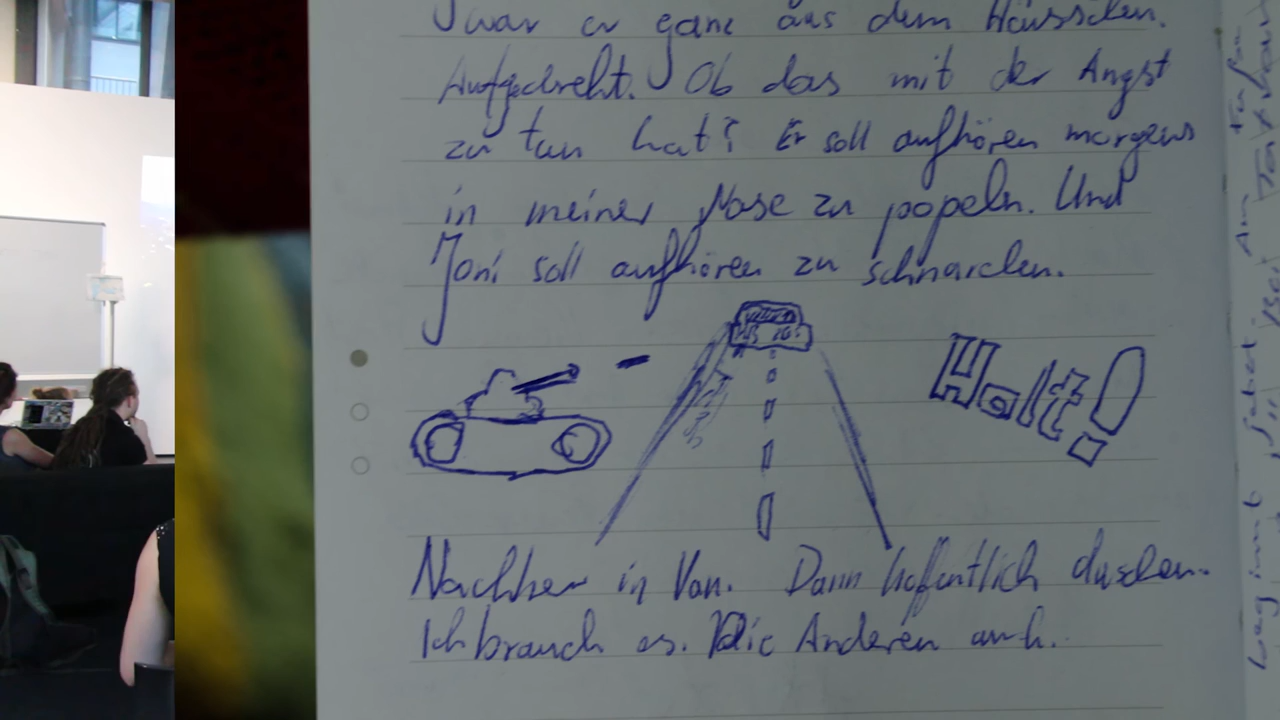 war er ganz aus dem Häusschen.
Aufgedreht. Ob das mit der Angst
zu tun hat? Er soll aufhören morgens
in meiner Nase zu popeln. Und
Joni soll aufhören zu schnarchen.
Halt!
Nachher in Van. Dann hoffentlich duschen.
Ich brauch es. Die Anderen auch.